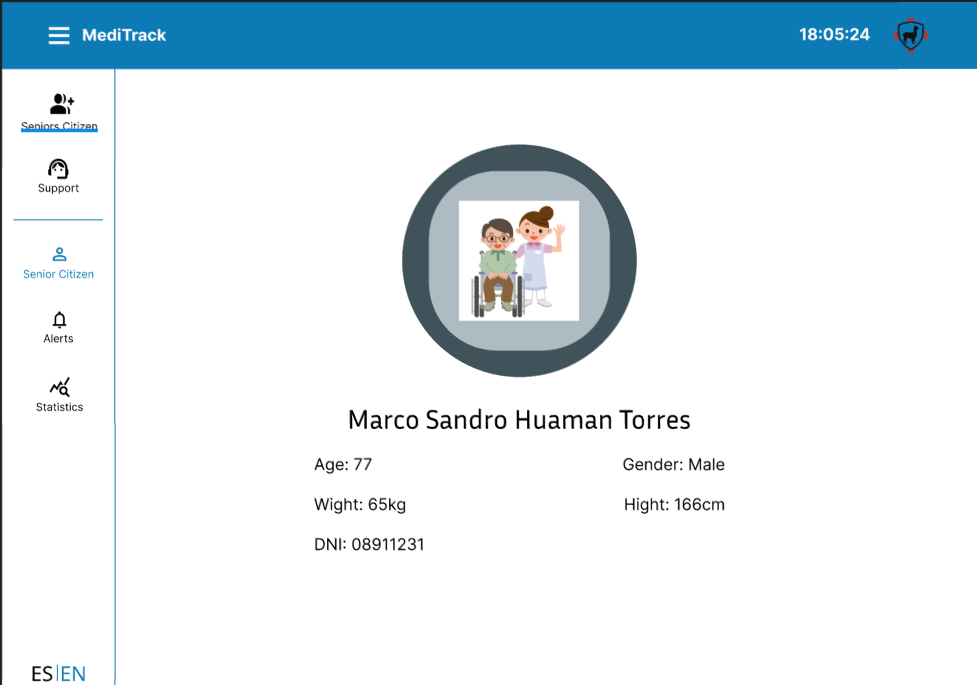 MediTrack
18:05:24
Seniors Citizen
Support
Senior Citizen
Alerts
Statistics
Marco Sandro Huaman Torres
Age: 77
Gender: Male
Wight: 65kg
Hight: 166cm
DNI: 08911231
ES|EN